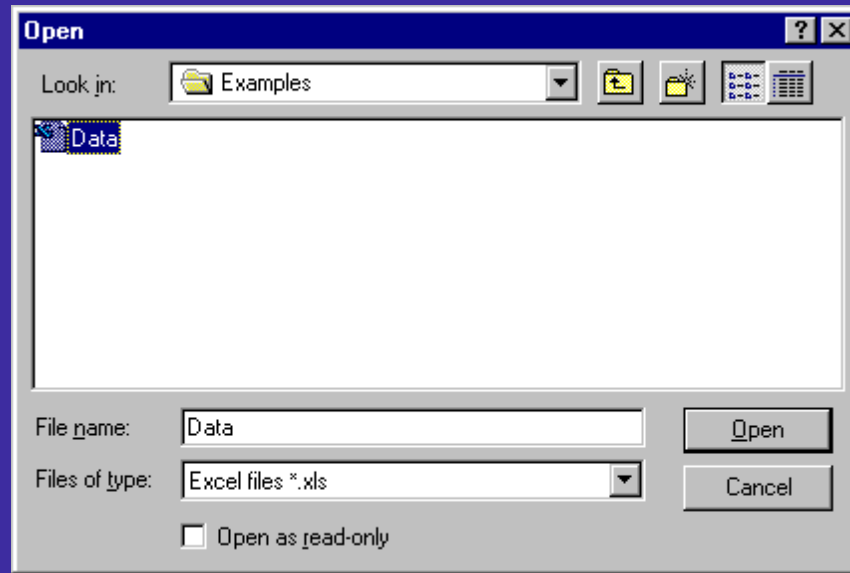 Open
Look in: Examples
Data
File name: Data Open
Files of type: Excel files *.xls Cancel
Open as read-only